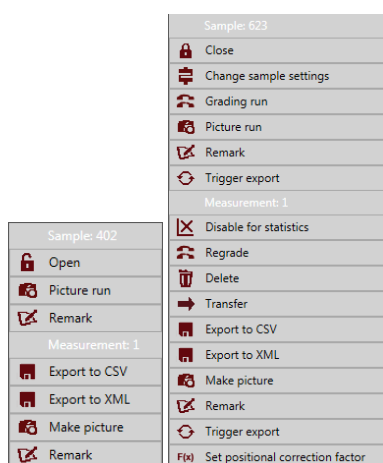 Sample: 402
Open
Picture run
Remark
Measurement: 1
Export to CSV
Export to XML
Make picture
Remark
Sample: 623
Close
Change sample settings
Grading run
Picture run
Remark
Trigger export
Measurement: 1
Disable for statistics
Regrade
Delete
Transfer
Export to CSV
Export to XML
Make picture
Remark
Trigger export
F(x) Set positional correction factor